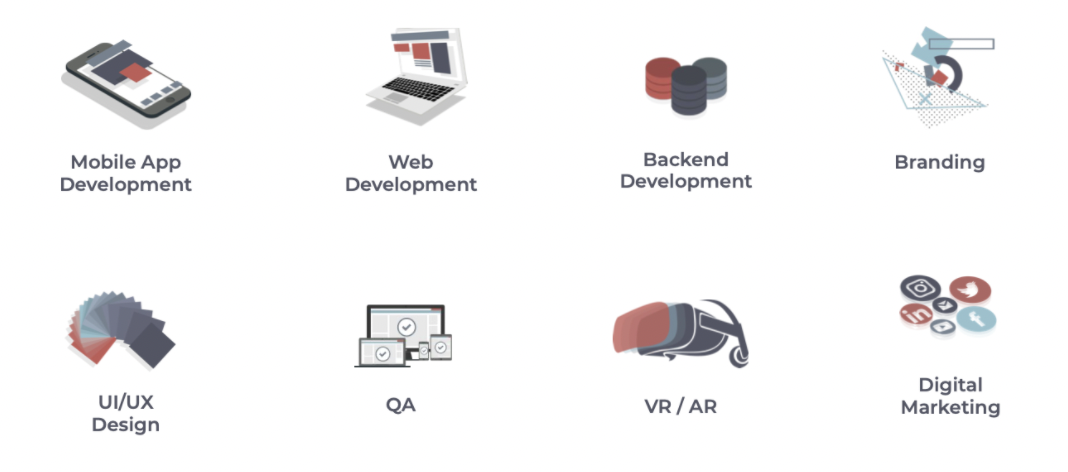 Mobile App
Development
Web
Development
Backend
Development
Branding
UI/UX
Design
QA
VR / AR
Digital
Marketing